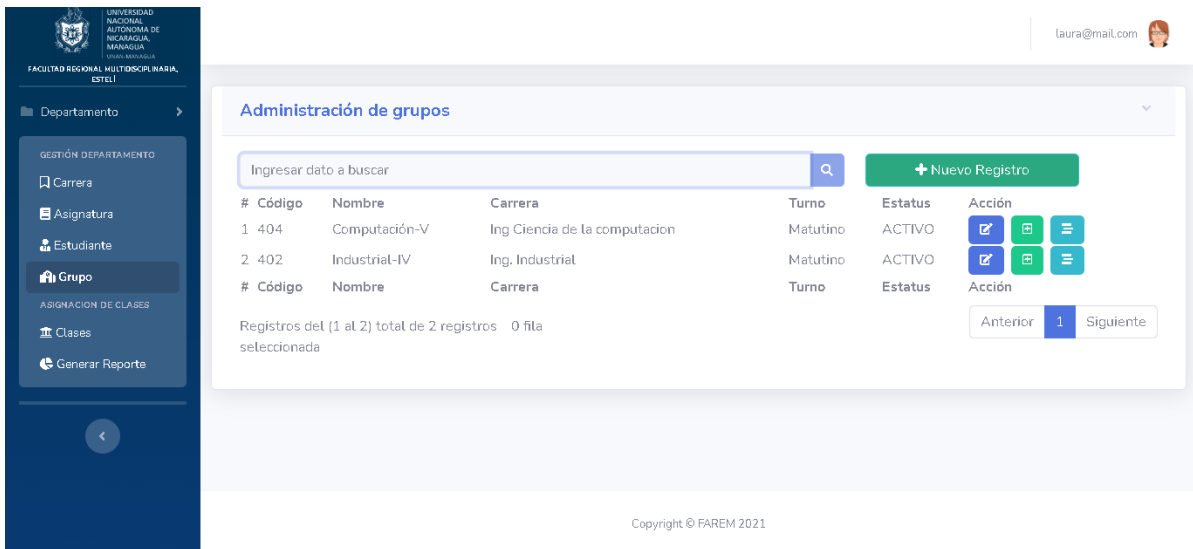 UNIVERSIDAD
NACIONAL
AUTÓNOMA DE
NICARAGUA,
MANAGUA
UNAN-MANAGUA
FACULTAD REGIONAL MULTIDISCIPLINARIA,
ESTELÍ
Departamento
GESTIÓN DEPARTAMENTO
Carrera
Asignatura
Estudiante
Grupo
ASIGNACION DE CLASES
Clases
Generar Reporte
laura@mail.com
Administración de grupos
Ingresar dato a buscar
Nuevo Registro
# Código Nombre Carrera Turno Estatus Acción
1 404 Computación-V Ing Ciencia de la computacion Matutino ACTIVO
2 402 Industrial-IV Ing. Industrial Matutino ACTIVO
# Código Nombre Carrera Turno Estatus Acción
Registros del (1 al 2) total de 2 registros 0 fila
seleccionada
Anterior 1 Siguiente
Copyright © FAREM 2021